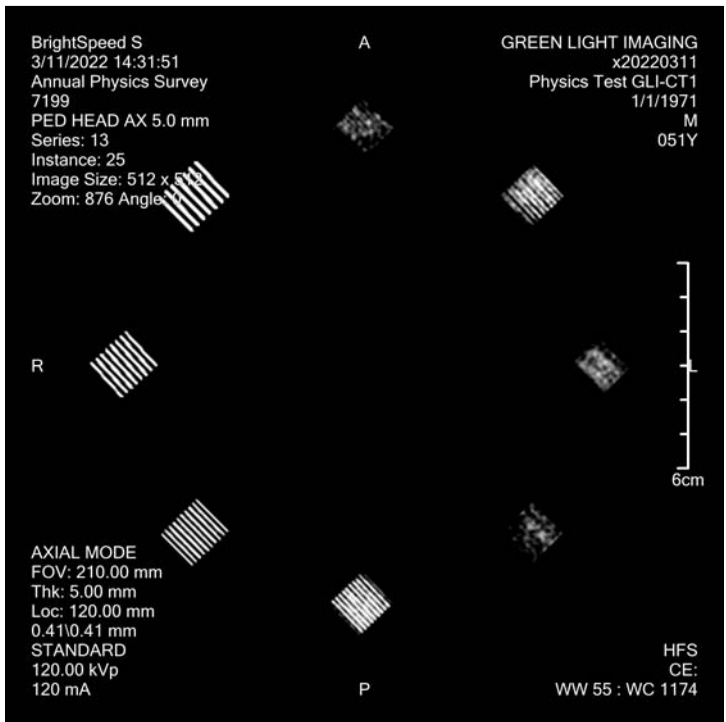 BrightSpeed S
3/11/2022 14:31:51
Annual Physics Survey
7199
PED HEAD AX 5.0 mm
Series: 13
Instance: 25
Image Size: 512 x 512
Zoom: 876 Angle: 0
A
GREEN LIGHT IMAGING
x20220311
Physics Test GLI-CT1
1/1/1971
M
051Y
R
L
6cm
AXIAL MODE
FOV: 210.00 mm
Thk: 5.00 mm
Loc: 120.00 mm
0.41\0.41 mm
STANDARD
120.00 kVp
120 mA
P
HFS
CE:
WW 55 : WC 1174